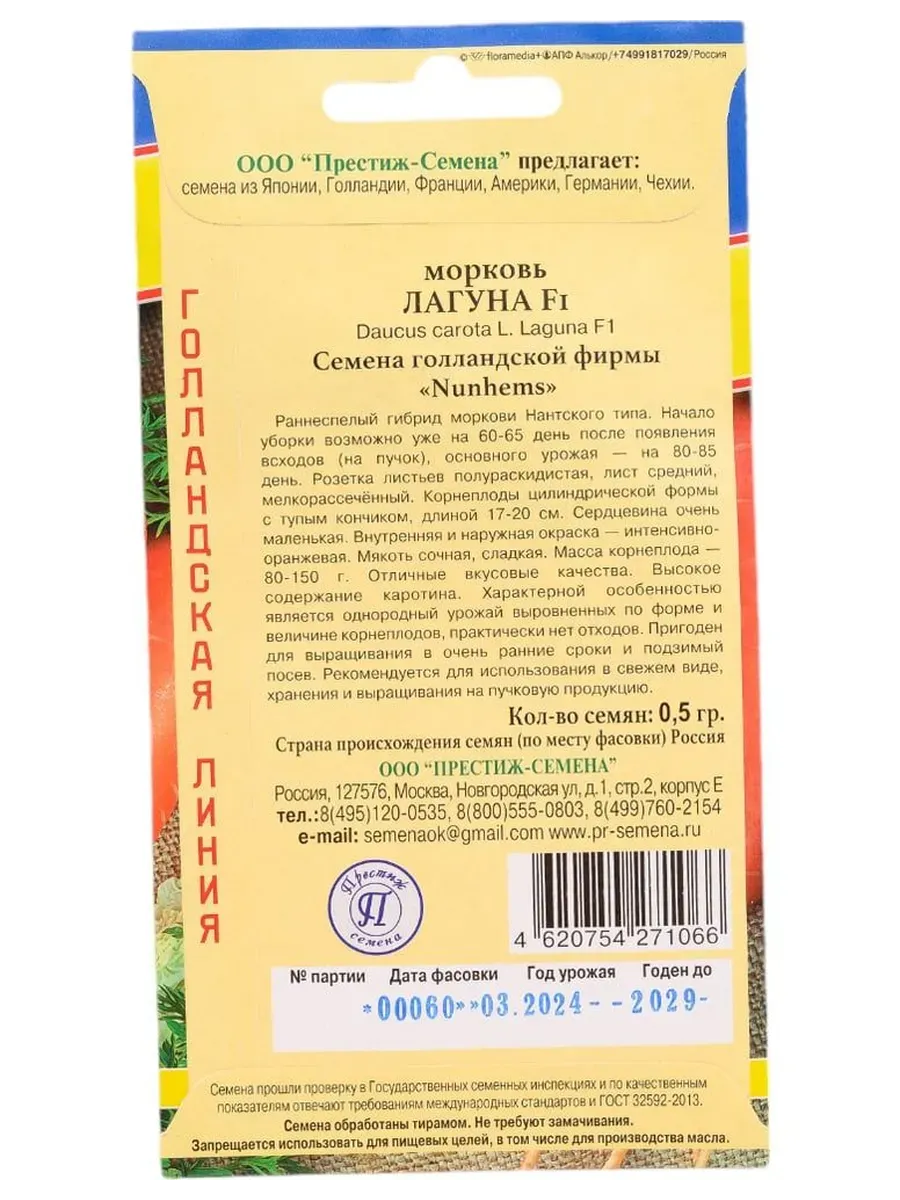 © floramedia+ АПФ Алькор/+74991817029/Россия
ООО “Престиж-Семена” предлагает:
семена из Японии, Голландии, Франции, Америки, Германии, Чехии.
ГОЛЛАНДСКАЯ ЛИНИЯ
морковь
ЛАГУНА F1
Daucus carota L. Laguna F1
Семена голландской фирмы
«Nunhems»
Раннеспелый гибрид моркови Нантского типа. Начало
уборки возможно уже на 60-65 день после появления
всходов (на пучок), основного урожая — на 80-85
день. Розетка листьев полураскидистая, лист средний,
мелкорассечённый. Корнеплоды цилиндрической формы
с тупым кончиком, длиной 17-20 см. Сердцевина очень
маленькая. Внутренняя и наружная окраска — интенсивно-
оранжевая. Мякоть сочная, сладкая. Масса корнеплода —
80-150 г. Отличные вкусовые качества. Высокое
содержание каротина. Характерной особенностью
является однородный урожай выровненных по форме и
величине корнеплодов, практически нет отходов. Пригоден
для выращивания в очень ранние сроки и подзимый
посев. Рекомендуется для использования в свежем виде,
хранения и выращивания на пучковую продукцию.
Кол-во семян: 0,5 гр.
Страна происхождения семян (по месту фасовки) Россия
ООО “ПРЕСТИЖ-СЕМЕНА”
Россия, 127576, Москва, Новгородская ул, д.1, стр.2, корпус Е
тел.:8(495)120-0535, 8(800)555-0803, 8(499)760-2154
e-mail: semenaok@gmail.com www.pr-semena.ru
Престиж
П
семена
4 620754 271066
№ партии Дата фасовки Год урожая Годен до
*00060»»03.2024- -2029-
Семена прошли проверку в Государственных семенных инспекциях и по качественным
показателям отвечают требованиям международных стандартов и ГОСТ 32592-2013.
Семена обработаны тирамом. Не требуют замачивания.
Запрещается использовать для пищевых целей, в том числе для производства масла.